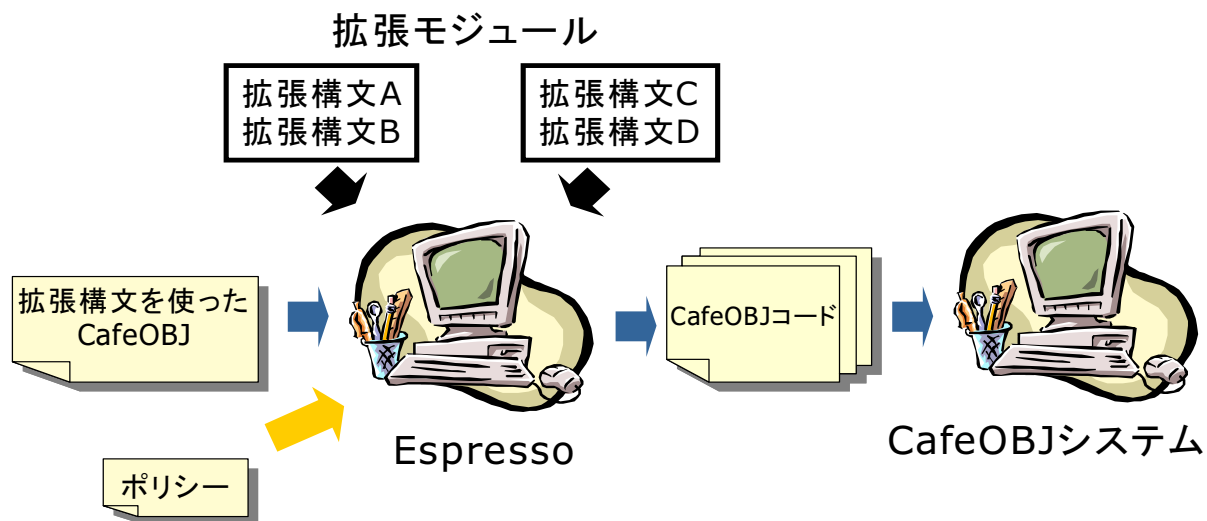 拡張モジュール
拡張構文A
拡張構文B
拡張構文C
拡張構文D
拡張構文を使った
CafeOBJ
CafeOBJコード
Espresso
CafeOBJシステム
ポリシー